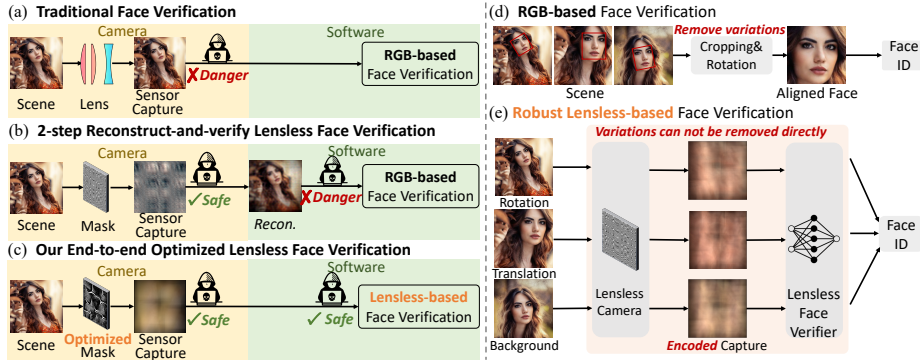 (a) Traditional Face Verification
Camera
Software
Danger
RGB-based
Face Verification
Scene
Lens
Sensor
Capture
(b) 2-step Reconstruct-and-verify Lensless Face Verification
Camera
Software
Safe
Danger
RGB-based
Face Verification
Scene
Mask
Sensor
Capture
Recon.
(c) Our End-to-end Optimized Lensless Face Verification
Camera
Software
Safe
Safe
Lensless-based
Face Verification
Scene
Optimized
Mask
Sensor
Capture
(d) RGB-based Face Verification
Remove variations
Cropping&
Rotation
Face
ID
Scene
Aligned Face
(e) Robust Lensless-based Face Verification
Variations can not be removed directly
Rotation
Translation
Background
Lensless
Camera
Encoded Capture
Lensless
Face
Verifier
Face
ID